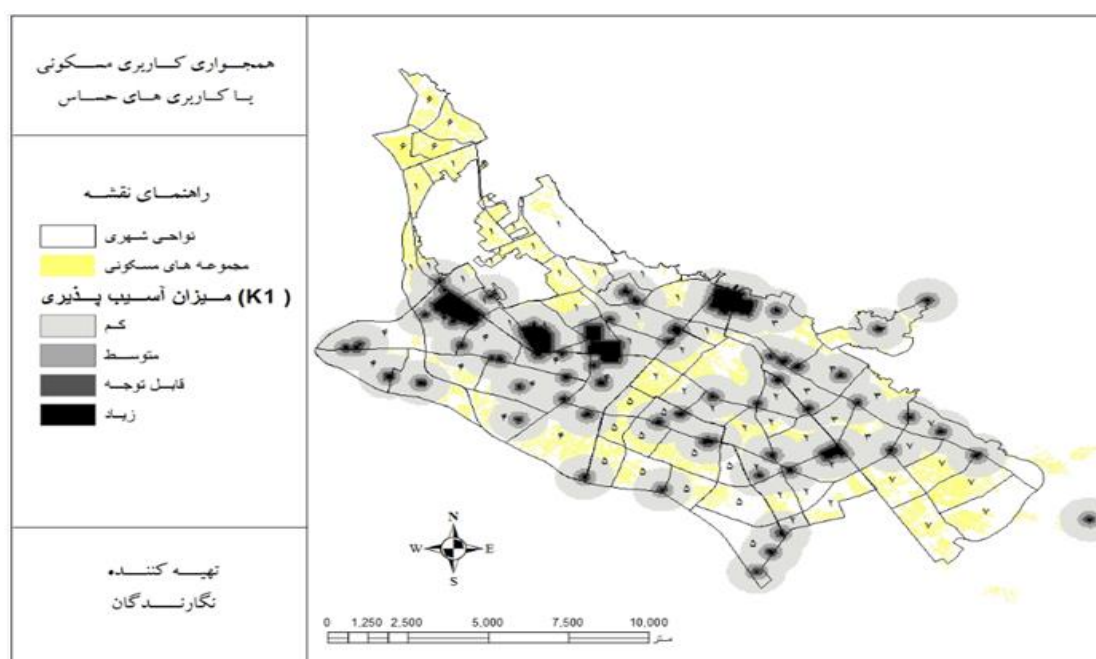 همجواری کاربری مسکونی
با کاربری های حساس
راهنمای نقشه
نواحی شهری
مجموعه های مسکونی
میزان آسیب پذیری (K1 )
کم
متوسط
قابل توجه
زیاد
تهیه کننده
نگارندگان
N
W E
S
0 1,250 2,500 5,000 7,500 10,000
متر